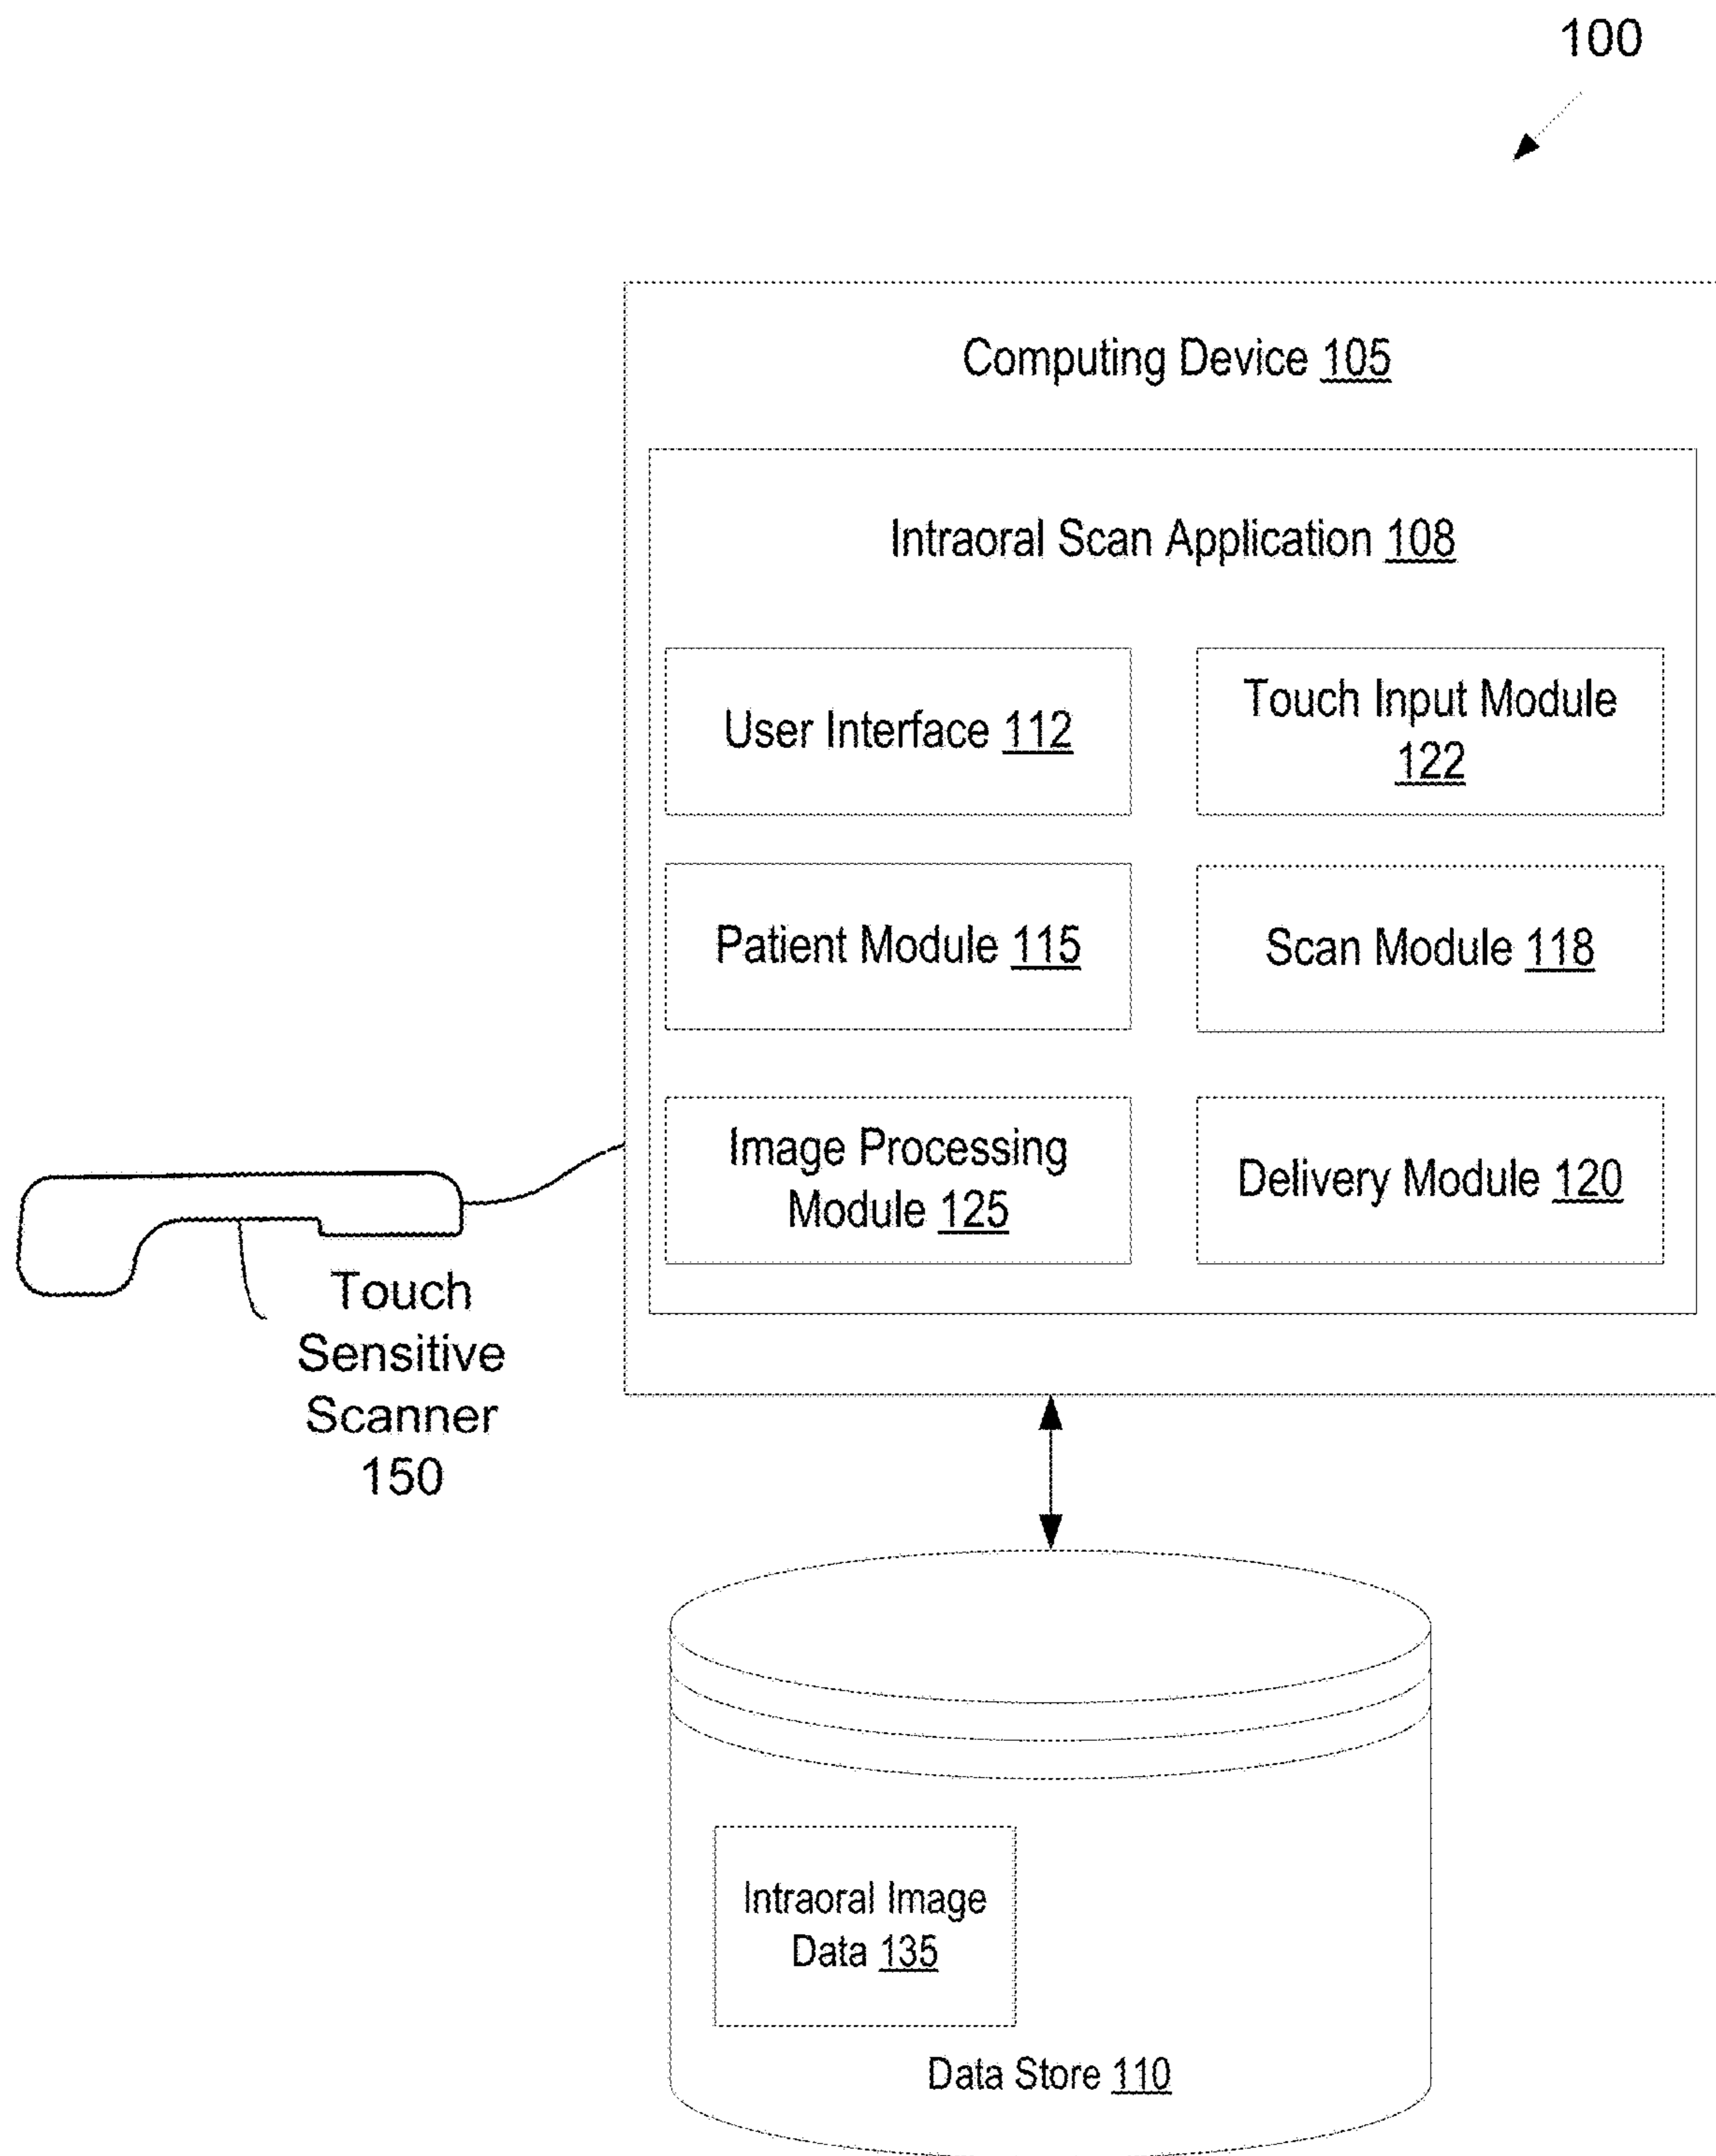 100
Computing Device 105
Intraoral Scan Application 108
User Interface 112
Touch Input Module
122
Patient Module 115
Scan Module 118
Image Processing
Module 125
Delivery Module 120
Touch
Sensitive
Scanner
150
Intraoral Image
Data 135
Data Store 110